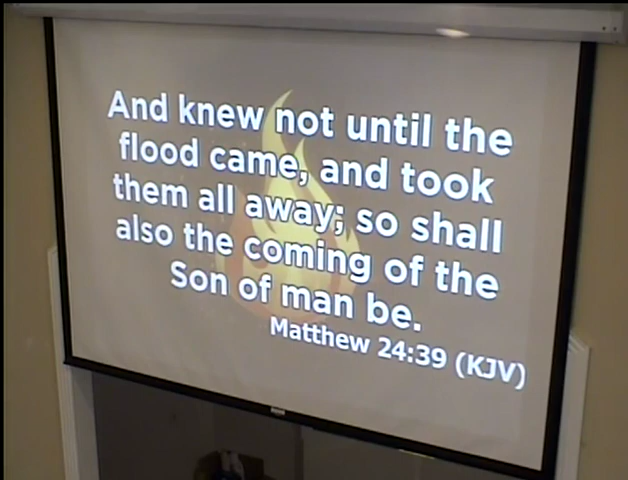 And knew not until the
flood came, and took
them all away; so shall
also the coming of the
Son of man be.
Matthew 24:39 (KJV)